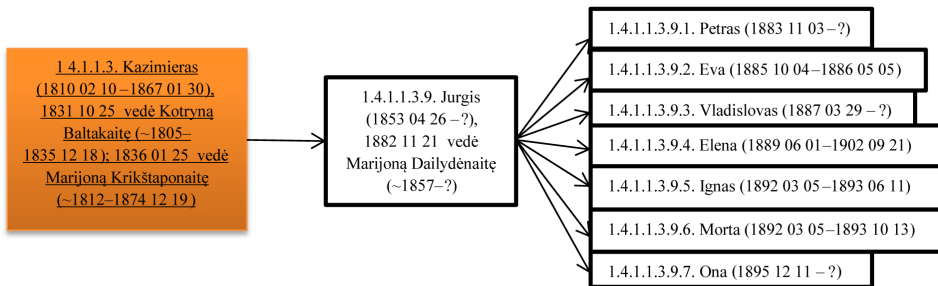 1 4.1.1.3. Kazimieras
(1810 02 10 –1867 01 30),
1831 10 25 vedė Kotryną
Baltakaitę (~1805–
1835 12 18); 1836 01 25 vedė
Marijoną Krikštaponaitę
(~1812–1874 12 19)
1.4.1.1.3.9. Jurgis
(1853 04 26 –?),
1882 11 21 vedė
Marijoną Dailydėnaitę
(~1857–?)
1.4.1.1.3.9.1. Petras (1883 11 03 –?)
1.4.1.1.3.9.2. Eva (1885 10 04–1886 05 05)
1.4.1.1.3.9.3. Vladislovas (1887 03 29 – ?)
1.4.1.1.3.9.4. Elena (1889 06 01–1902 09 21)
1.4.1.1.3.9.5. Ignas (1892 03 05–1893 06 11)
1.4.1.1.3.9.6. Morta (1892 03 05–1893 10 13)
1.4.1.1.3.9.7. Ona (1895 12 11 – ?)